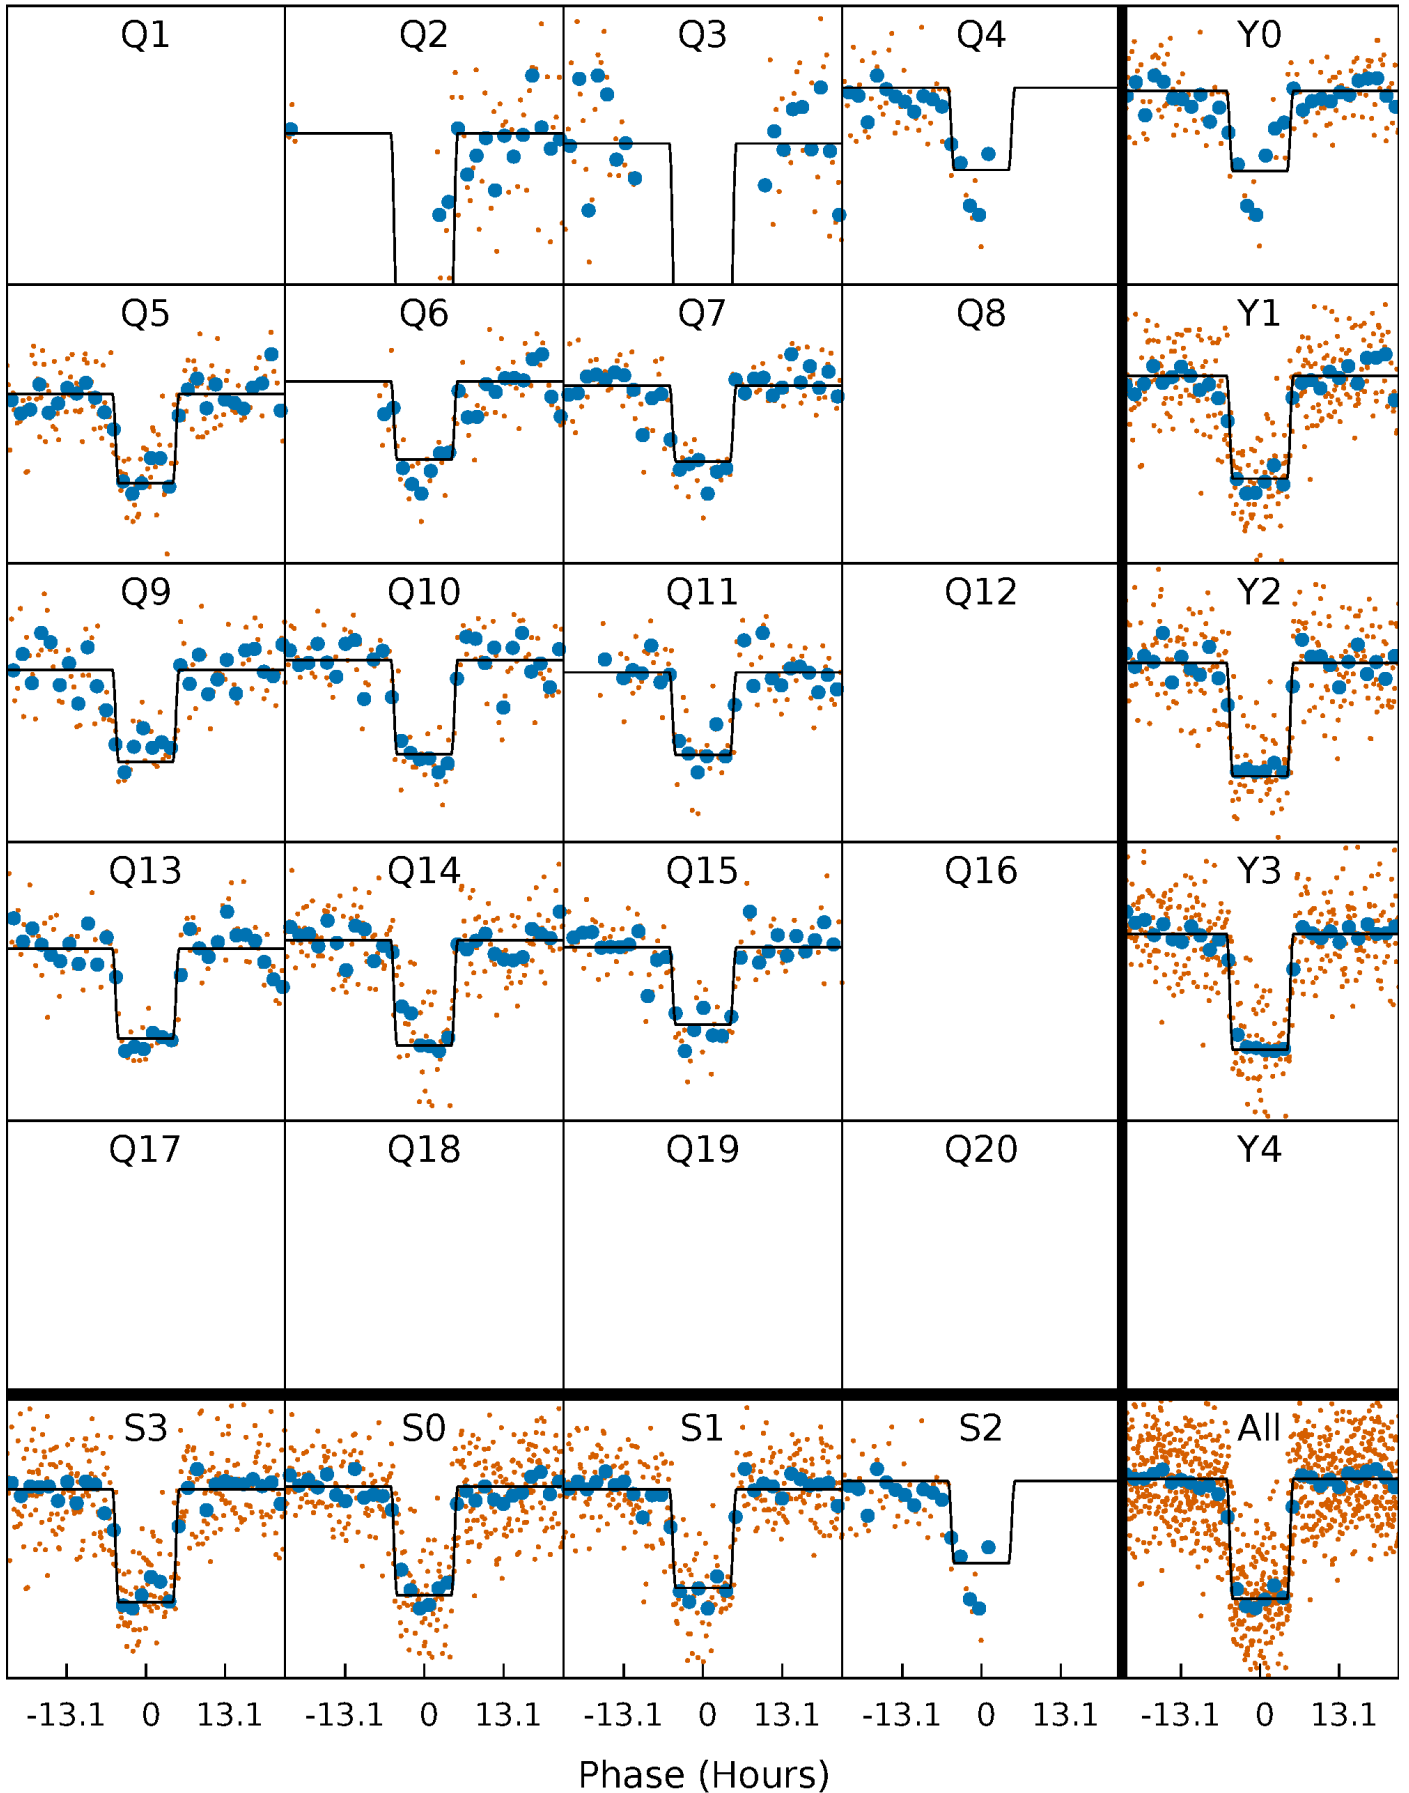 Q1 Q2 Q3 Q4 Y0
Q5 Q6 Q7 Q8 Y1
Q9 Q10 Q11 Q12 Y2
Q13 Q14 Q15 Q16 Y3
Q17 Q18 Q19 Q20 Y4
S3 S0 S1 S2 All
-13.1 0 13.1 -13.1 0 13.1 -13.1 0 13.1 -13.1 0 13.1 -13.1 0 13.1
Phase (Hours)